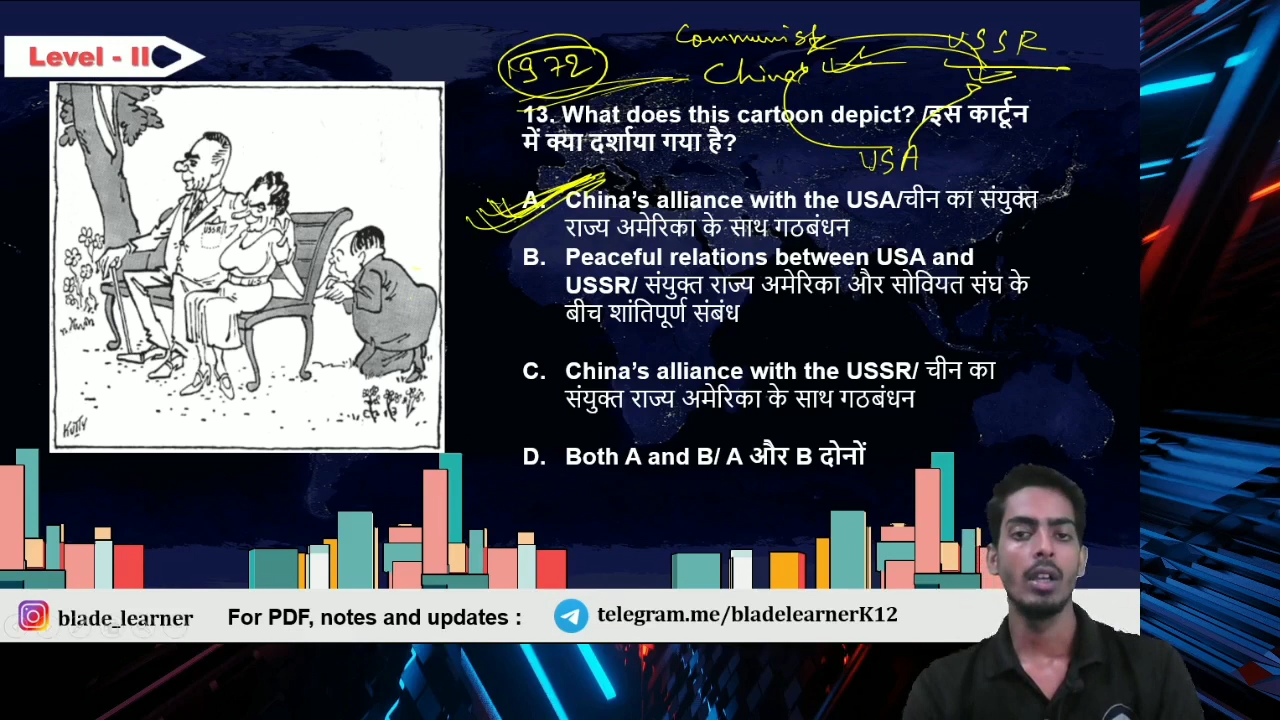 Level - II
1972
Communist
China
USSR
USA
13. What does this cartoon depict? /इस कार्टून
में क्या दर्शाया गया है?
A. China's alliance with the USA/चीन का संयुक्त
राज्य अमेरिका के साथ गठबंधन
B. Peaceful relations between USA and
USSR/ संयुक्त राज्य अमेरिका और सोवियत संघ के
बीच शांतिपूर्ण संबंध
C. China's alliance with the USSR/ चीन का
संयुक्त राज्य अमेरिका के साथ गठबंधन
D. Both A and B/ A और B दोनों
USSR
US
KUTTY
blade_learner
For PDF, notes and updates :
telegram.me/bladelearnerK12